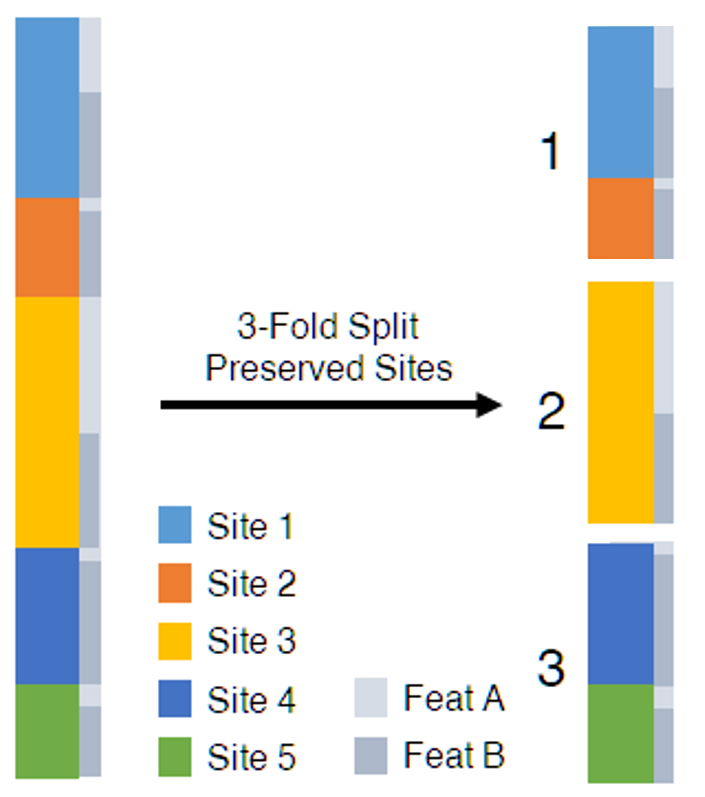 1
3-Fold Split
Preserved Sites
2
Site 1
Site 2
Site 3
Site 4
Site 5
3
Feat A
Feat B